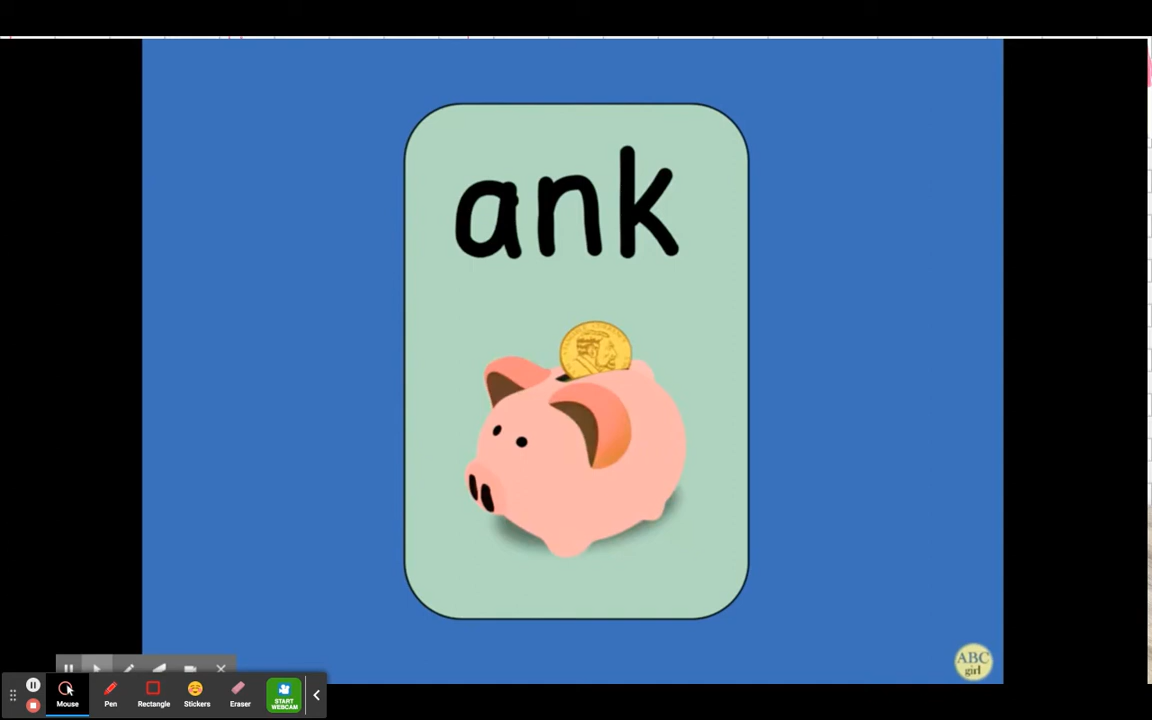 ank
ABC
girl
Mouse
Pen
Rectangle
Stickers
Eraser
START
WEBCAM